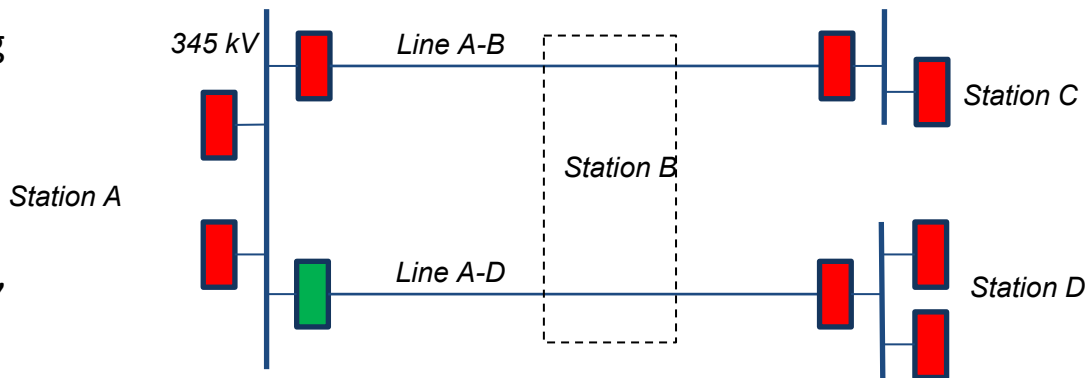 g
345 kV
Line A-B
Station C
Station B
Station A
Line A-D
Station D
,